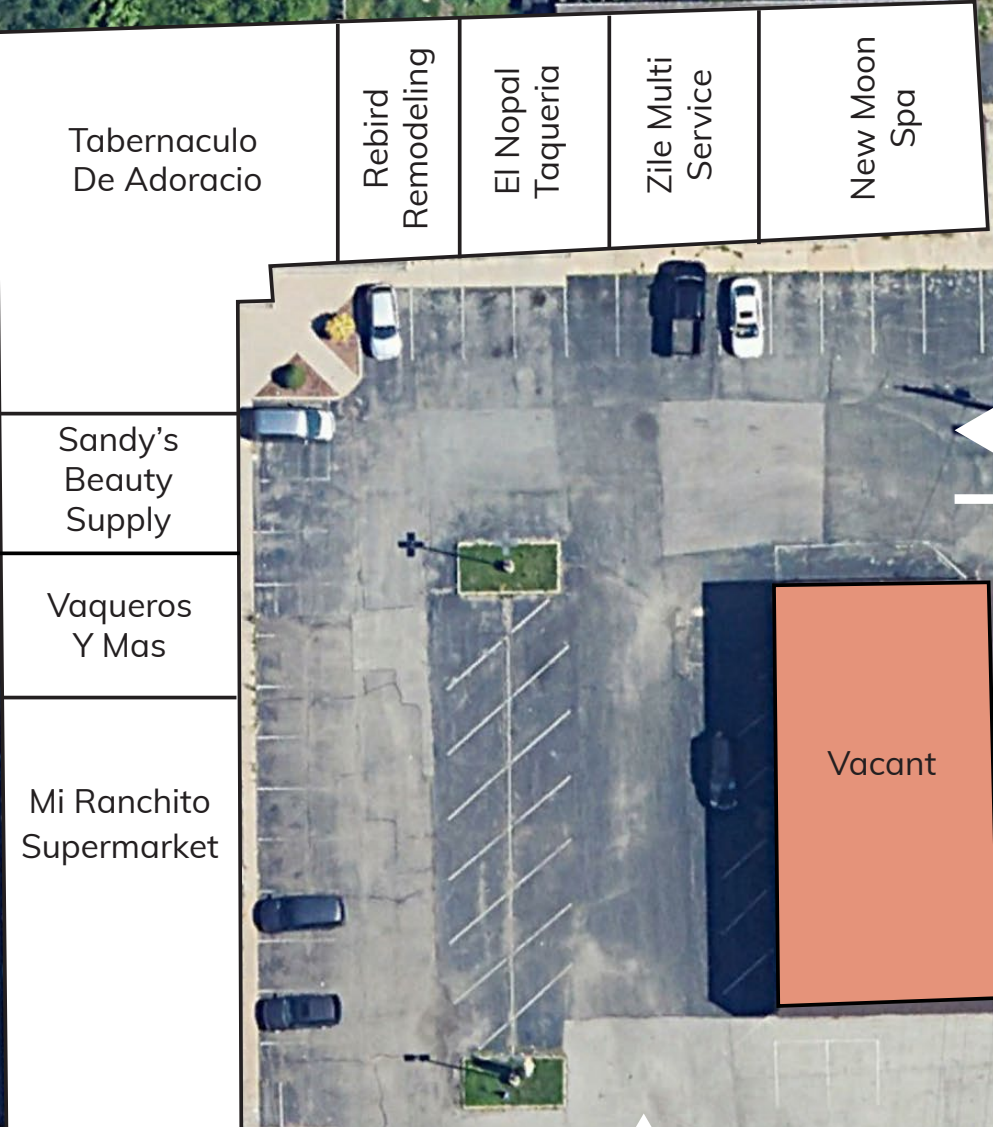 Tabernaculo
De Adoracio
Rebird
Remodeling
El Nopal
Taqueria
Zile Multi
Service
New Moon
Spa
Sandy's
Beauty
Supply
Vaqueros
Y Mas
Mi Ranchito
Supermarket
Vacant